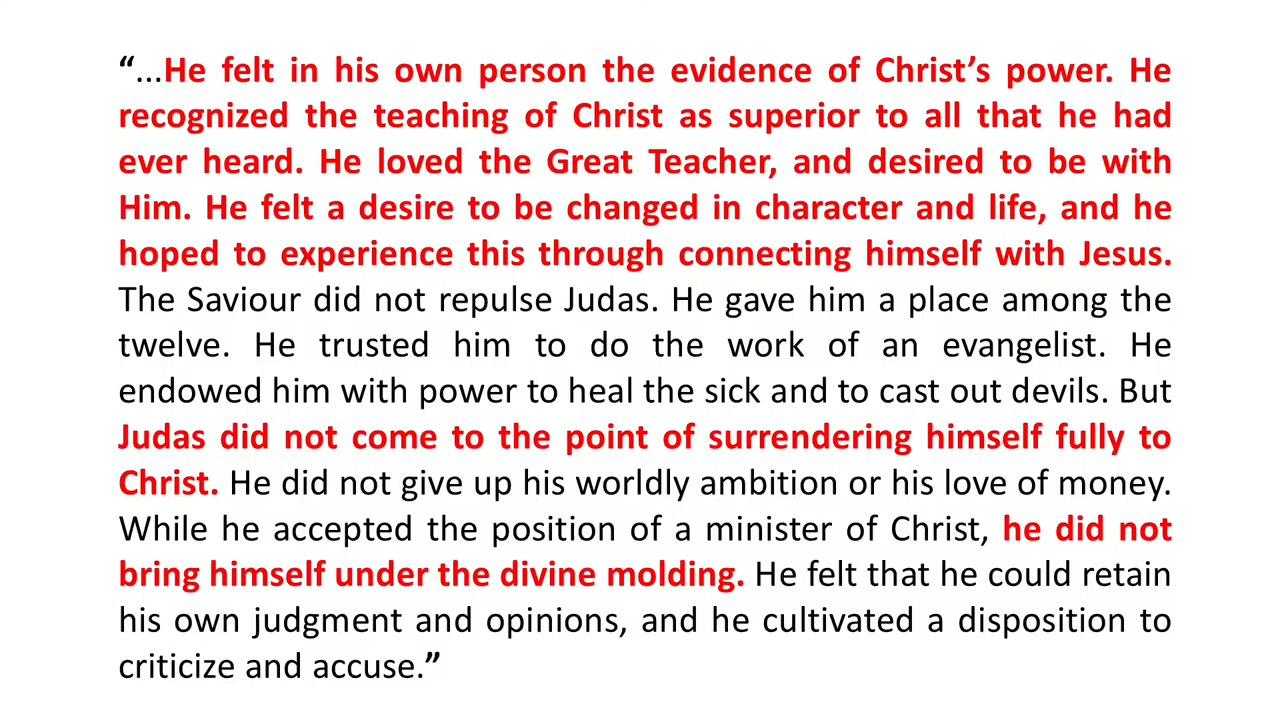 “...He felt in his own person the evidence of Christ’s power. He
recognized the teaching of Christ as superior to all that he had
ever heard. He loved the Great Teacher, and desired to be with
Him. He felt a desire to be changed in character and life, and he
hoped to experience this through connecting himself with Jesus.
The Saviour did not repulse Judas. He gave him a place among the
twelve. He trusted him to do the work of an evangelist. He
endowed him with power to heal the sick and to cast out devils. But
Judas did not come to the point of surrendering himself fully to
Christ. He did not give up his worldly ambition or his love of money.
While he accepted the position of a minister of Christ, he did not
bring himself under the divine molding. He felt that he could retain
his own judgment and opinions, and he cultivated a disposition to
criticize and accuse.”